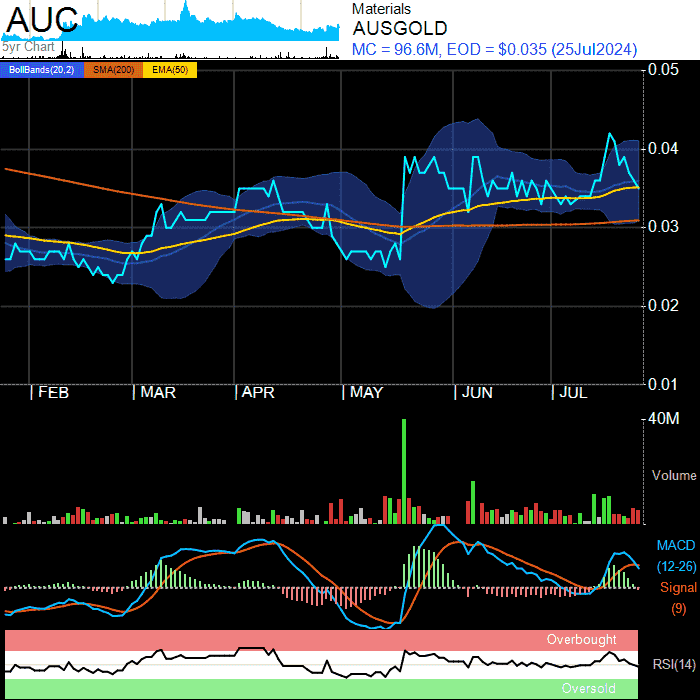 AUC
5yr Chart
Materials
AUSGOLD
MC = 96.6M, EOD = $0.035 (25Jul2024)
BollBands(20,2) SMA(200) EMA(50)
0.05
0.04
0.03
0.02
0.01
FEB MAR APR MAY JUN JUL
40M
Volume
MACD
(12-26)
Signal
(9)
Overbought
RSI(14)
Oversold